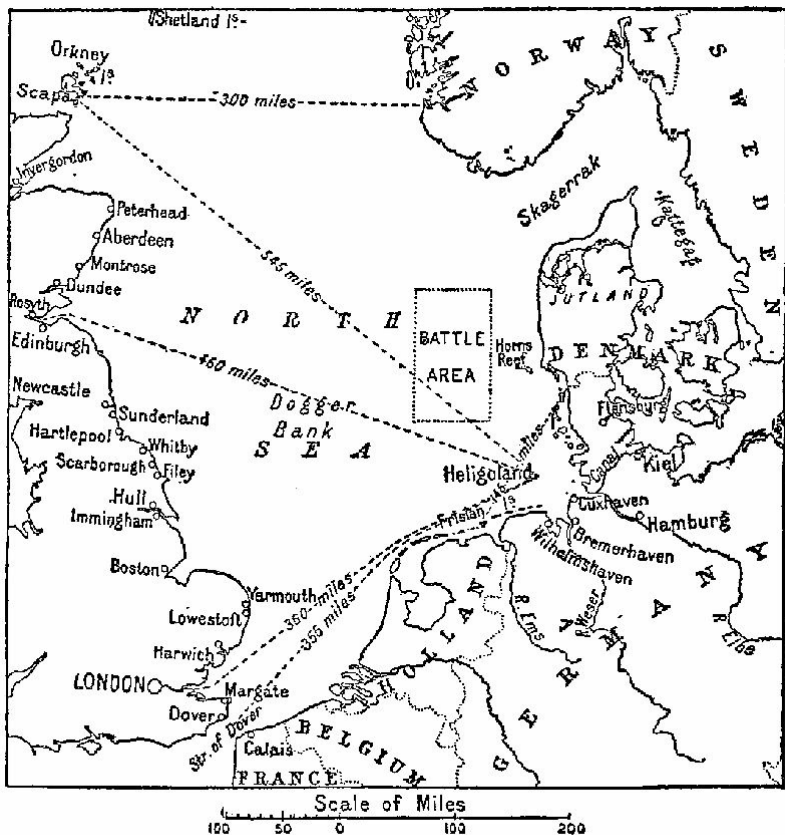 Shetland Is-
Orkney
Is
Scapa
300 miles
NORWAY
SWEDEN
Invergordon
Skagerrak
Kattegat
Peterhead
Aberdeen
Montrose
Dundee
545 miles
JUTLAND
Rosyth
Edinburgh
NORTH
SEA
BATTLE
AREA
Horns
Reef
DENMARK
460 miles
Dogger
Bank
Newcastle
Sunderland
Hartlepool
Whitby
Scarborough
Filey
Flensburg
Canal
Kiel
miles
Heligoland
Hull
Immingham
Frisian Is
Cuxhaven
Hamburg
Bremerhaven
Wilhelmshaven
Boston
Yarmouth
350 miles
355 miles
Lowestoft
HOLLAND
R. Ems
R. Weser
R. Elbe
GERMANY
Harwich
LONDON
Margate
Dover
Str. of Dover
Calais
BELGIUM
FRANCE
Scale of Miles
100 50 0 100 200